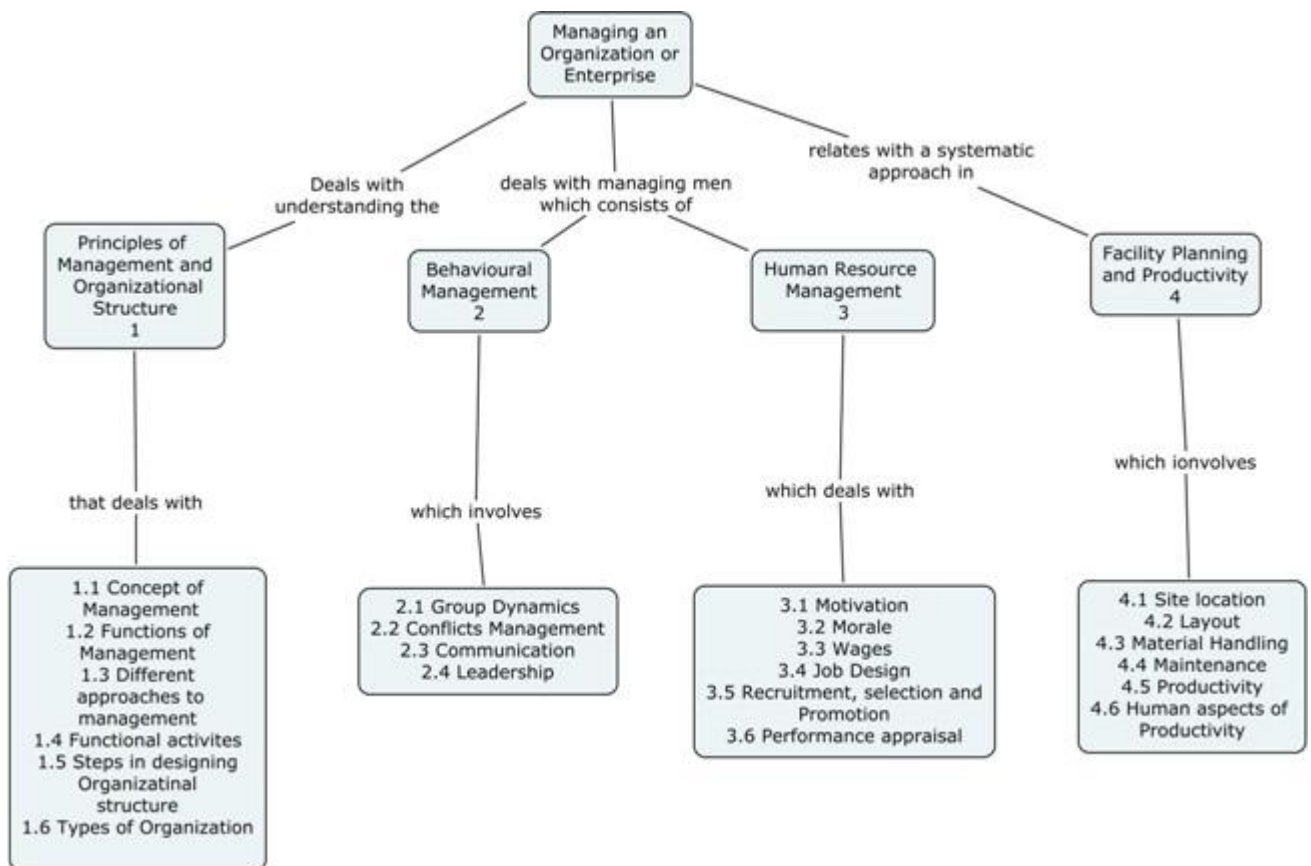 Managing an
Organization or
Enterprise
relates with a systematic
approach in
Deals with
understanding the
deals with managing men
which consists of
Principles of
Management and
Organizational
Structure
1
Behavioural
Management
2
Human Resource
Management
3
Facility Planning
and Productivity
4
that deals with
which involves
which deals with
which ionvolves
1.1 Concept of
Management
1.2 Functions of
Management
1.3 Different
approaches to
management
1.4 Functional activites
1.5 Steps in designing
Organizatinal
structure
1.6 Types of Organization
2.1 Group Dynamics
2.2 Conflicts Management
2.3 Communication
2.4 Leadership
3.1 Motivation
3.2 Morale
3.3 Wages
3.4 Job Design
3.5 Recruitment, selection and
Promotion
3.6 Performance appraisal
4.1 Site location
4.2 Layout
4.3 Material Handling
4.4 Maintenance
4.5 Productivity
4.6 Human aspects of
Productivity